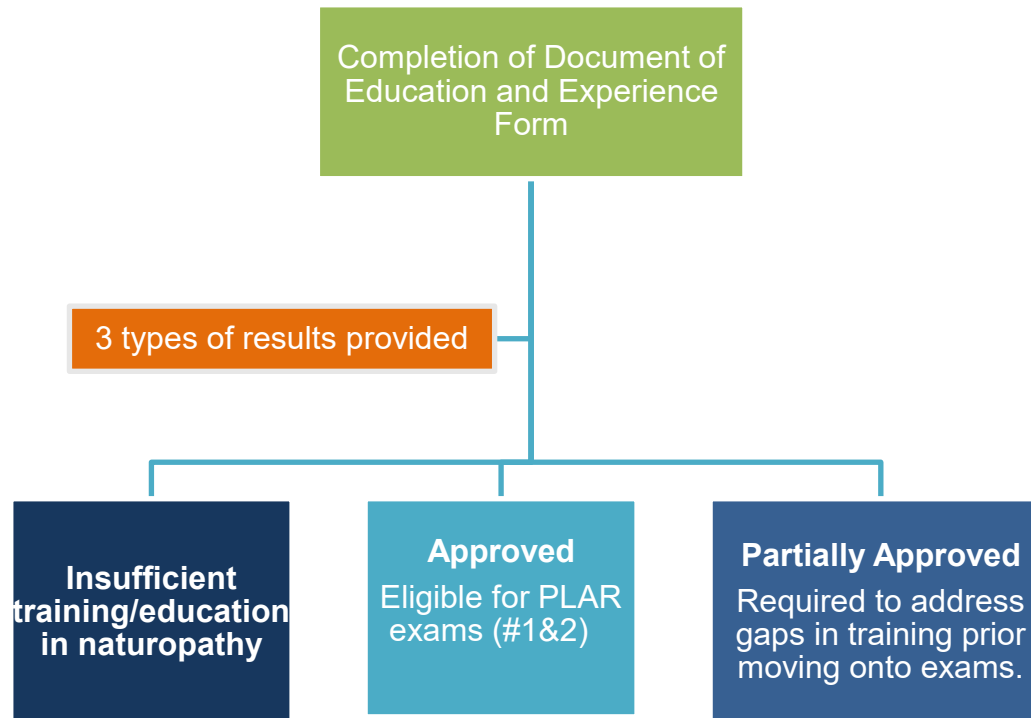 Completion of Document of
Education and Experience
Form
3 types of results provided
Insufficient
training/education
in naturopathy
Approved
Eligible for PLAR
exams (#1&2)
Partially Approved
Required to address
gaps in training prior
moving onto exams.